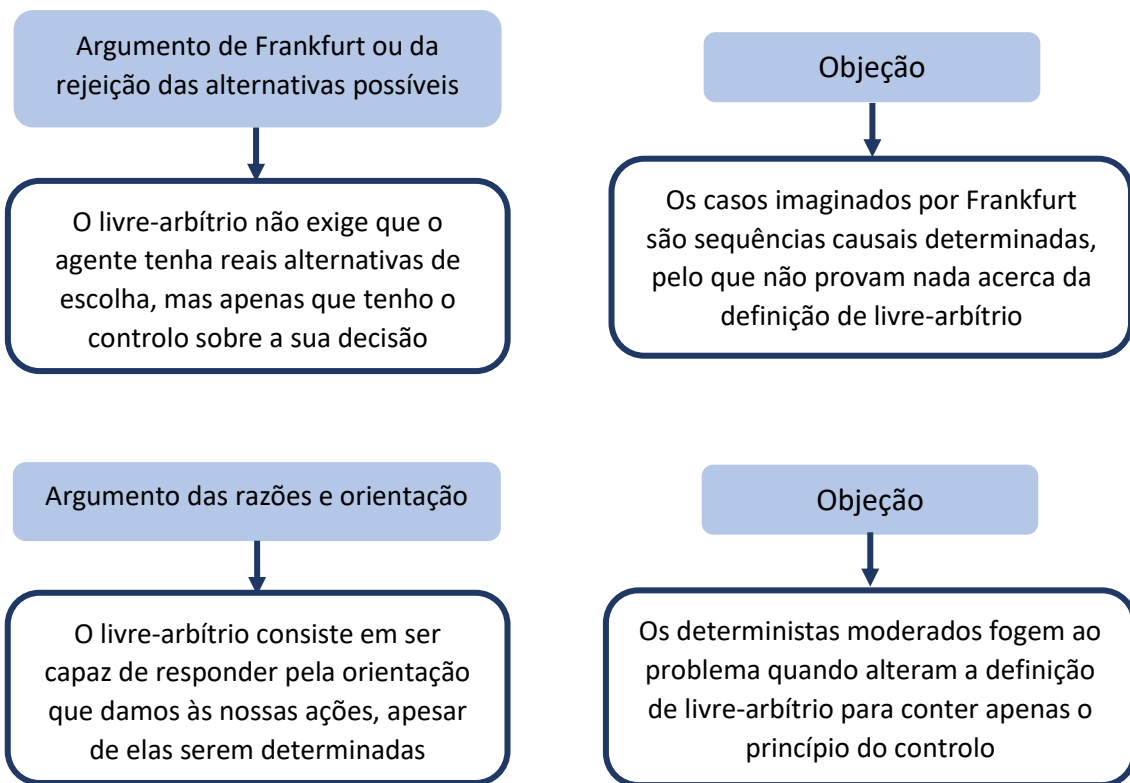 Argumento de Frankfurt ou da
rejeição das alternativas possíveis
O livre-arbítrio não exige que o
agente tenha reais alternativas de
escolha, mas apenas que tenho o
controlo sobre a sua decisão
Objeção
Os casos imaginados por Frankfurt
são sequências causais determinadas,
pelo que não provam nada acerca da
definição de livre-arbítrio
Argumento das razões e orientação
O livre-arbítrio consiste em ser
capaz de responder pela orientação
que damos às nossas ações, apesar
de elas serem determinadas
Objeção
Os deterministas moderados fogem ao
problema quando alteram a definição
de livre-arbítrio para conter apenas o
princípio do controlo